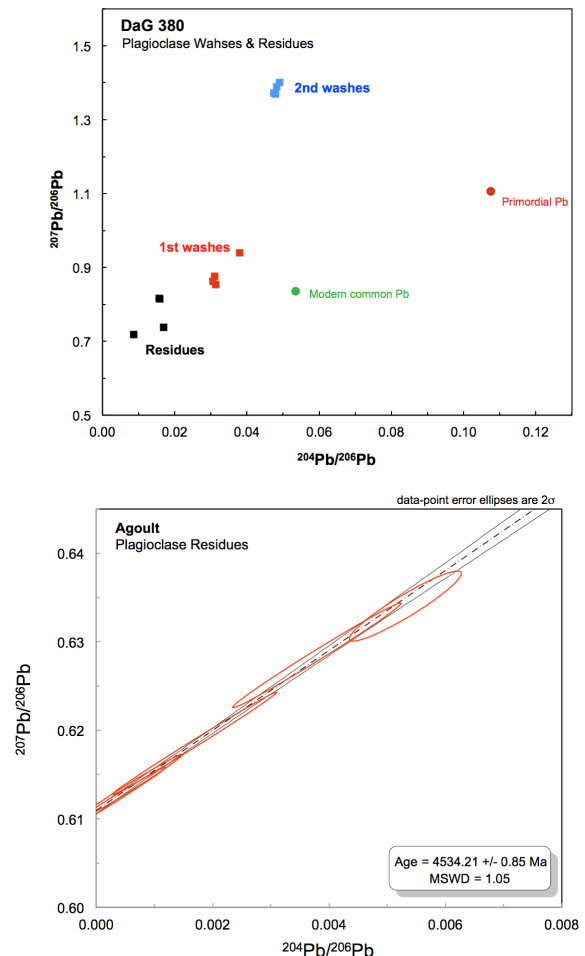 DaG 380
Plagioclase Wahses & Residues
1.5
1.3
1.1
0.9
0.7
0.5
207Pb/206Pb
2nd washes
Primordial Pb
1st washes
Modern common Pb
Residues
0.00 0.02 0.04 0.06 0.08 0.10 0.12
204Pb/206Pb
data-point error ellipses are 2σ
Agoult
Plagioclase Residues
0.64
0.63
0.62
0.61
0.60
207Pb/206Pb
Age = 4534.21 +/- 0.85 Ma
MSWD = 1.05
0.000 0.002 0.004 0.006 0.008
204Pb/206Pb